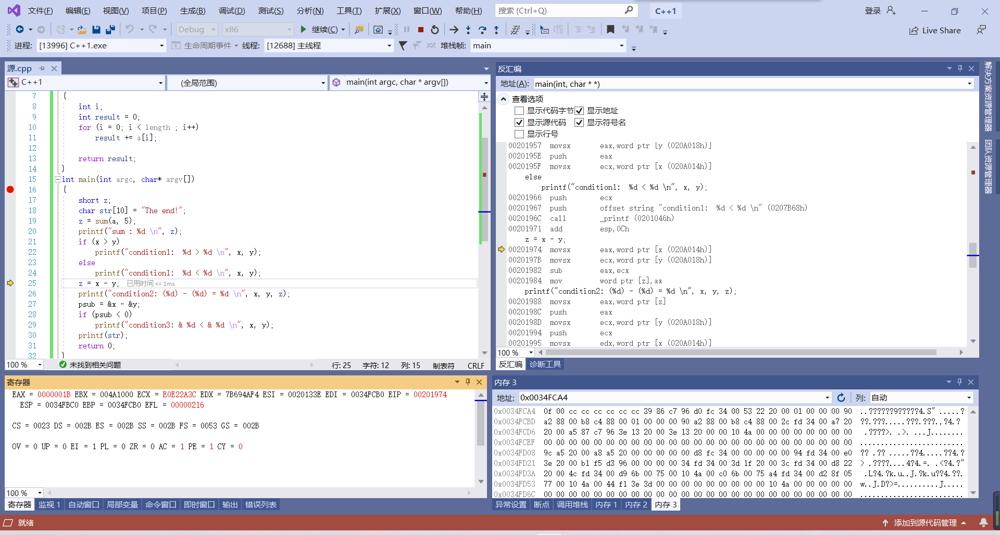 文件(F) 编辑(E) 视图(V) 项目(P) 生成(B) 调试(D) 测试(S) 分析(N) 工具(T) 扩展(X) 窗口(W) 帮助(H) 搜索 (Ctrl+Q) C++1 登录
Debug x86 继续(C) Live Share
进程: [13996] C++1.exe 生命周期事件 线程: [12688] 主线程 堆栈帧: main
源.cpp
C++1 (全局范围) main(int argc, char * argv[])
7 {
8 int i;
9 int result = 0;
10 for (i = 0; i < length ; i++)
11 result += a[i];
12
13 return result;
14 }
15 int main(int argc, char* argv[])
16 {
17 short z;
18 char str[10] = "The end!";
19 z = sum(a, 5);
20 printf("sum : %d \n", z);
21 if (x > y)
22 printf("condition1:  %d > %d \n", x, y);
23 else
24 printf("condition1:  %d < %d \n", x, y);
25 z = x - y; 已用时间 <= 1ms
26 printf("condition2: (%d) - (%d) = %d \n", x, y, z);
27 psub = &x - &y;
28 if (psub < 0)
29 printf("condition3: & %d < & %d \n", x, y);
30 printf(str);
31 return 0;
32 }
100 % 未找到相关问题 行: 25 字符: 12 列: 15 制表符 CRLF
反汇编
地址(A): main(int, char * *)
查看选项
显示代码字节 显示地址
显示源代码 显示符号名
显示行号
00201957 movsx eax,word ptr [y (020A018h)]
0020195E push eax
0020195F movsx ecx,word ptr [x (020A014h)]
else
printf("condition1:  %d < %d \n", x, y);
00201966 push ecx
00201967 push offset string "condition1:  %d < %d \n" (0207B68h)
0020196C call _printf (0201046h)
00201971 add esp,0Ch
z = x - y;
00201974 movsx eax,word ptr [x (020A014h)]
0020197B movsx ecx,word ptr [y (020A018h)]
00201982 sub eax,ecx
00201984 mov word ptr [z],ax
printf("condition2: (%d) - (%d) = %d \n", x, y, z);
00201988 movsx eax,word ptr [z]
0020198C push eax
0020198D movsx ecx,word ptr [y (020A018h)]
00201994 push ecx
00201995 movsx edx,word ptr [x (020A014h)]
100 %
反汇编 诊断工具
解决方案资源管理器
团队资源管理器
寄存器
EAX = 0000001B EBX = 004A1000 ECX = E0E22A3C EDX = 7B694AF4 ESI = 0020133E EDI = 0034FCB0 EIP = 00201974
ESP = 0034FBC0 EBP = 0034FCB0 EFL = 00000216
CS = 0023 DS = 002B ES = 002B SS = 002B FS = 0053 GS = 002B
OV = 0 UP = 0 EI = 1 PL = 0 ZR = 0 AC = 1 PE = 1 CY = 0
100 %
寄存器 监视 1 自动窗口 局部变量 命令窗口 即时窗口 输出 错误列表
内存 3
地址: 0x0034FCA4 列: 自动
0x0034FCA4 0f 00 cc cc cc cc cc cc 39 86 c7 96 d0 fc 34 00 53 22 20 00 01 00 00 00 90 ..??????9?????4.S" .....?
0x0034FCBD a2 88 00 b8 c4 88 00 01 00 00 00 90 a2 88 00 b8 c4 88 00 2c fd 34 00 a7 20 ??.???.....???.???.,?4.?
0x0034FCD6 20 00 a5 87 c7 96 3e 13 20 00 3e 13 20 00 00 10 4a 00 00 00 00 00 00 00 00 .????>. .>. ...J........
0x0034FCEF 00 00 00 00 00 00 00 00 00 00 00 00 00 00 00 00 00 00 00 00 00 00 00 00 00 .........................
0x0034FD08 9c a5 20 00 a8 a5 20 00 00 00 00 00 d8 fc 34 00 00 00 00 00 94 fd 34 00 e0 ?? .?? .....??4.....??4.?
0x0034FD21 3e 20 00 b1 f5 d3 96 00 00 00 00 34 fd 34 00 3d 1f 20 00 3c fd 34 00 d8 22 > .????....4?4.=. .<?4.?"
0x0034FD3A 20 00 4c fd 34 00 d9 6b 00 75 00 10 4a 00 c0 6b 00 75 a4 fd 34 00 d2 8f 05 .L?4.?k.u..J.?k.u??4.??.
0x0034FD53 77 00 10 4a 00 44 f1 3e 3d 00 00 00 00 00 00 00 00 00 10 4a 00 00 00 00 00 w..J.D?>=..........J.....
0x0034FD6C 00 00 00 00 00 00 00 00 00 00 00 00 00 00 00 00 00 00 00 00 00 00 00 00 00 .........................
异常设置 断点 调用堆栈 内存 1 内存 2 内存 3
就绪 添加到源代码管理